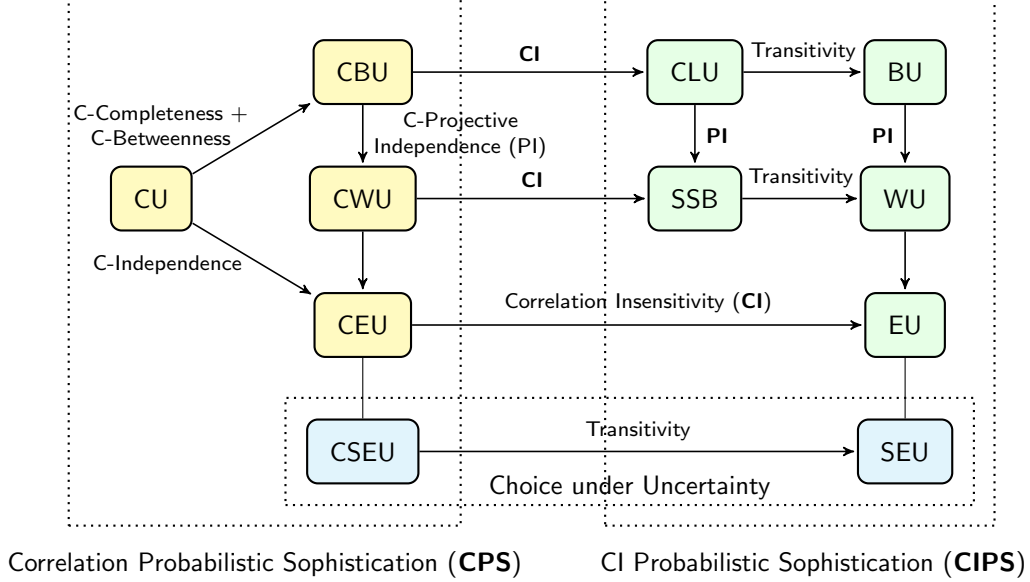 CBU
CI
CLU
Transitivity
BU
C-Completeness +
C-Betweenness
C-Projective
Independence (PI)
PI
PI
CU
CWU
CI
SSB
Transitivity
WU
C-Independence
CEU
Correlation Insensitivity (CI)
EU
CSEU
Transitivity
SEU
Choice under Uncertainty
Correlation Probabilistic Sophistication (CPS)
CI Probabilistic Sophistication (CIPS)